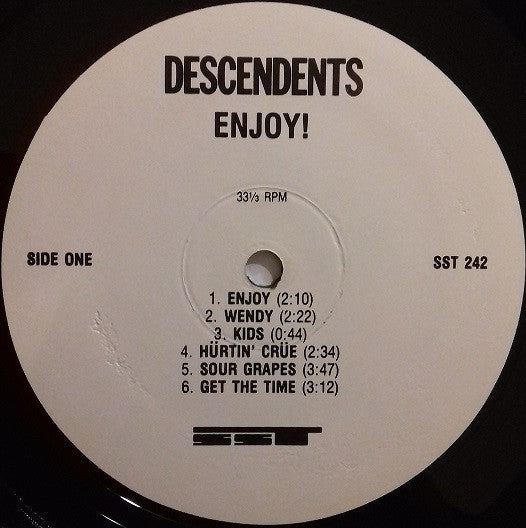 DESCENDENTS
ENJOY!
33⅓ RPM
SIDE ONE
SST 242
1. ENJOY (2:10)
2. WENDY (2:22)
3. KIDS (0:44)
4. HÜRTIN' CRÜE (2:34)
5. SOUR GRAPES (3:47)
6. GET THE TIME (3:12)
SST